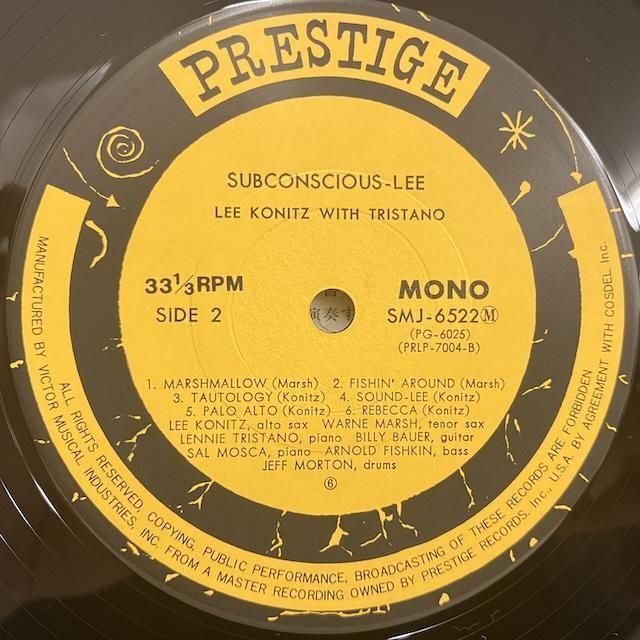 PRESTIGE
SUBCONSCIOUS-LEE
LEE KONITZ WITH TRISTANO
33⅓RPM
SIDE 2
MONO
SMJ-6522Ⓜ
(PG-6025)
(PRLP-7004-B)
演奏す
1. MARSHMALLOW (Marsh) 2. FISHIN' AROUND (Marsh)
3. TAUTOLOGY (Konitz) 4. SOUND-LEE (Konitz)
5. PALO ALTO (Konitz) 6. REBECCA (Konitz)
LEE KONITZ, alto sax WARNE MARSH, tenor sax
LENNIE TRISTANO, piano BILLY BAUER, guitar
SAL MOSCA, piano ARNOLD FISHKIN, bass
JEFF MORTON, drums
⑥
ALL RIGHTS RESERVED, COPYING, PUBLIC PERFORMANCE, BROADCASTING OF THESE RECORDS ARE FORBIDDEN
MANUFACTURED BY VICTOR MUSICAL INDUSTRIES, INC. FROM A MASTER RECORDING OWNED BY PRESTIGE RECORDS. Inc., U.S.A. BY AGREEMENT WITH COSDEL Inc.